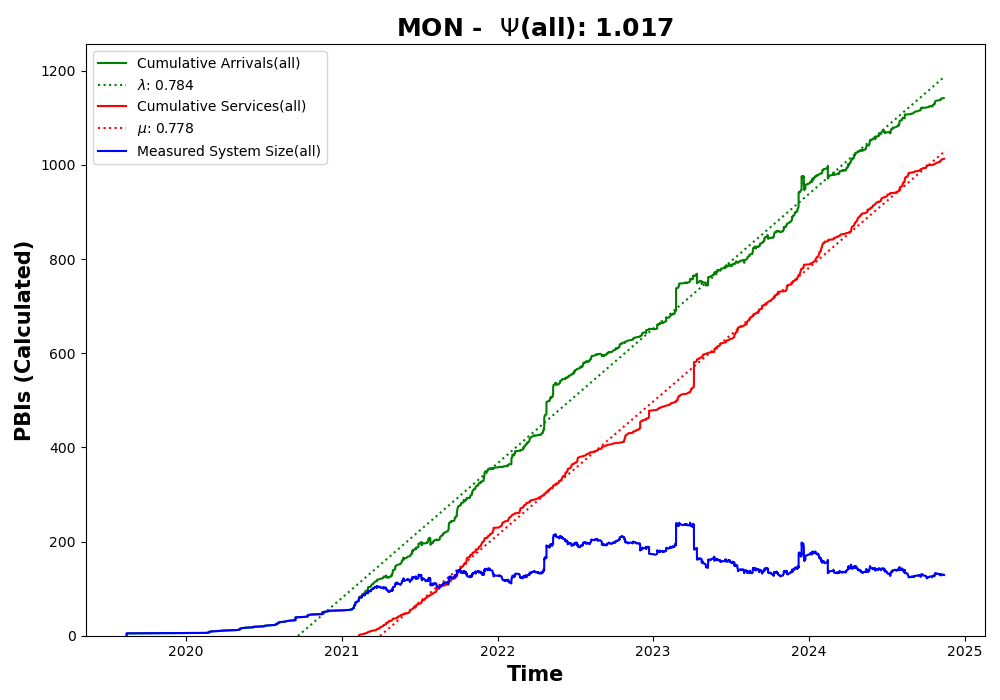 MON -  Ψ(all): 1.017
Cumulative Arrivals(all)
λ: 0.784
Cumulative Services(all)
μ: 0.778
Measured System Size(all)
PBIs (Calculated)
1200
1000
800
600
400
200
0
2020 2021 2022 2023 2024 2025
Time